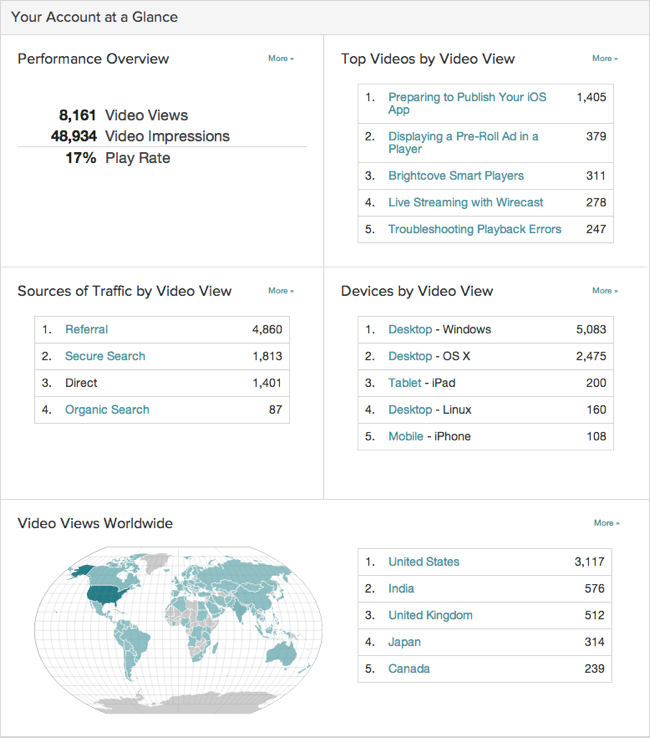 Your Account at a Glance
Performance Overview More »
8,161 Video Views
48,934 Video Impressions
17% Play Rate
Top Videos by Video View More »
1. Preparing to Publish Your iOS
App 1,405
2. Displaying a Pre-Roll Ad in a
Player 379
3. Brightcove Smart Players 311
4. Live Streaming with Wirecast 278
5. Troubleshooting Playback Errors 247
Sources of Traffic by Video View More »
1. Referral 4,860
2. Secure Search 1,813
3. Direct 1,401
4. Organic Search 87
Devices by Video View More »
1. Desktop - Windows 5,083
2. Desktop - OS X 2,475
3. Tablet - iPad 200
4. Desktop - Linux 160
5. Mobile - iPhone 108
Video Views Worldwide More »
1. United States 3,117
2. India 576
3. United Kingdom 512
4. Japan 314
5. Canada 239